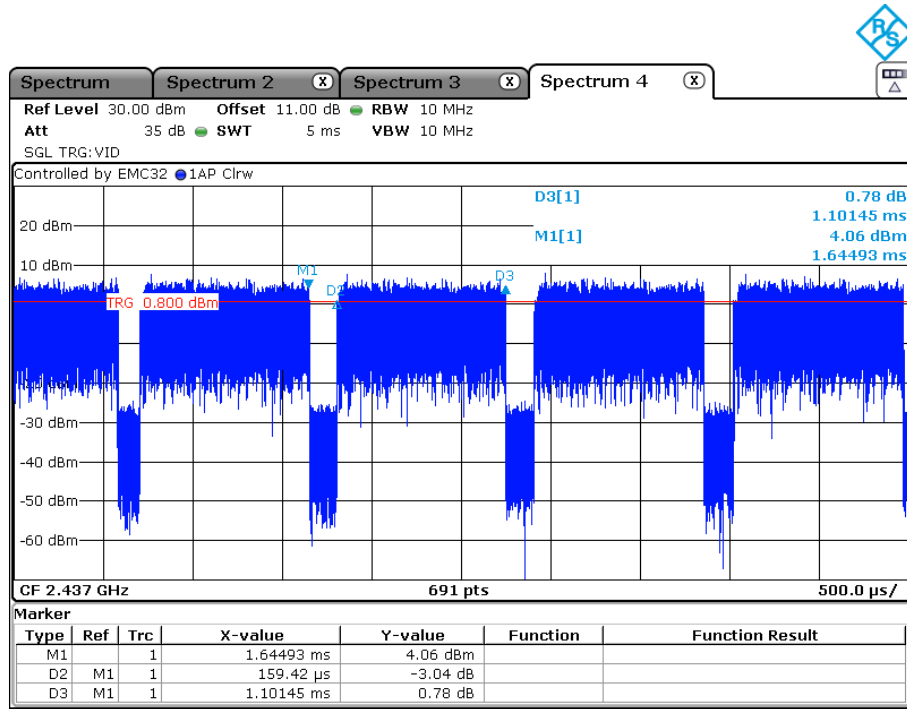 R&S
Spectrum Spectrum 2 X Spectrum 3 X Spectrum 4 X
Ref Level 30.00 dBm Offset 11.00 dB RBW 10 MHz
Att 35 dB SWT 5 ms VBW 10 MHz
SGL TRG:VID
Controlled by EMC32 1AP Clrw
D3[1] 0.78 dB
1.10145 ms
20 dBm
M1[1] 4.06 dBm
1.64493 ms
10 dBm
M1
D3
D2
TRG 0.800 dBm
-30 dBm
-40 dBm
-50 dBm
-60 dBm
CF 2.437 GHz 691 pts 500.0 µs/
Marker
Type Ref Trc X-value Y-value Function Function Result
M1 1 1.64493 ms 4.06 dBm
D2 M1 1 159.42 µs -3.04 dB
D3 M1 1 1.10145 ms 0.78 dB